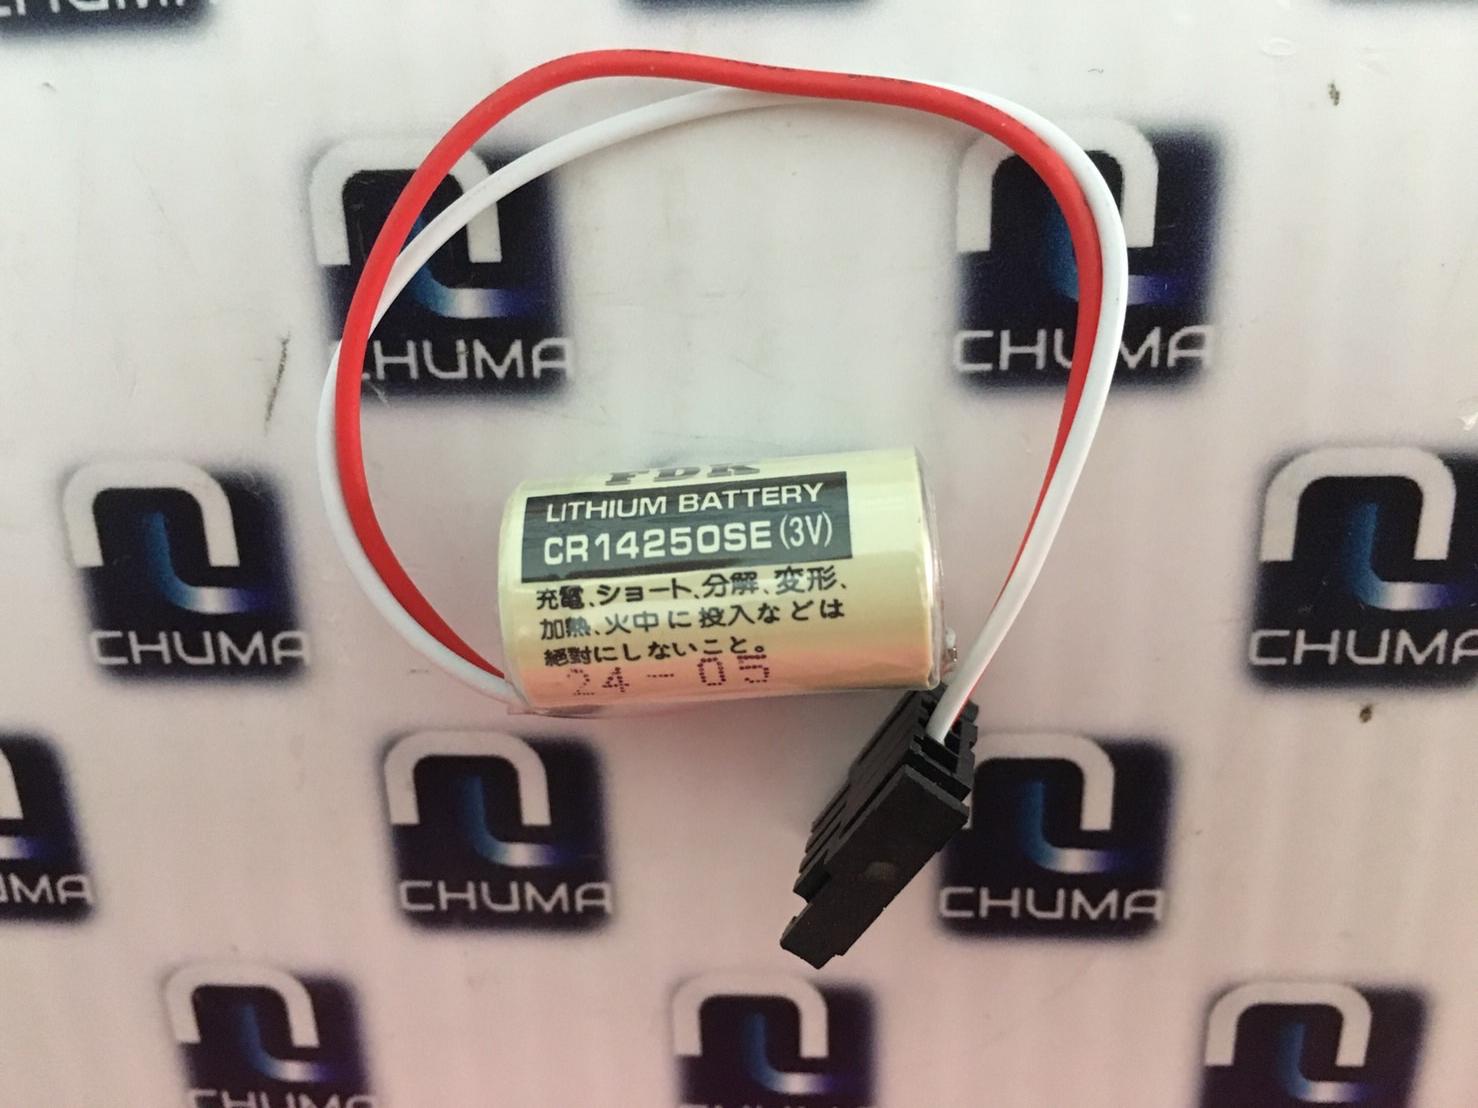 CHUMA
CHUMA
FDK
LITHIUM BATTERY
CR14250SE (3V)
充電、ショート、分解、変形、
加熱、火中に投入などは
絶対にしないこと。
24-05
CHUMA
CHUMA
CHUMA
CHUMA